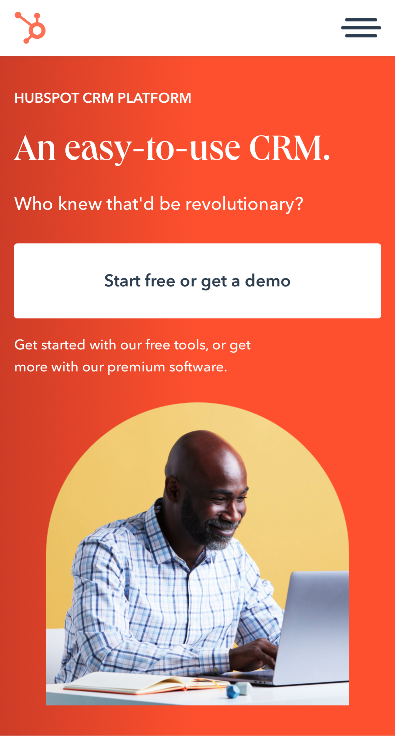 HUBSPOT CRM PLATFORM
An easy-to-use CRM.
Who knew that'd be revolutionary?
Start free or get a demo
Get started with our free tools, or get
more with our premium software.